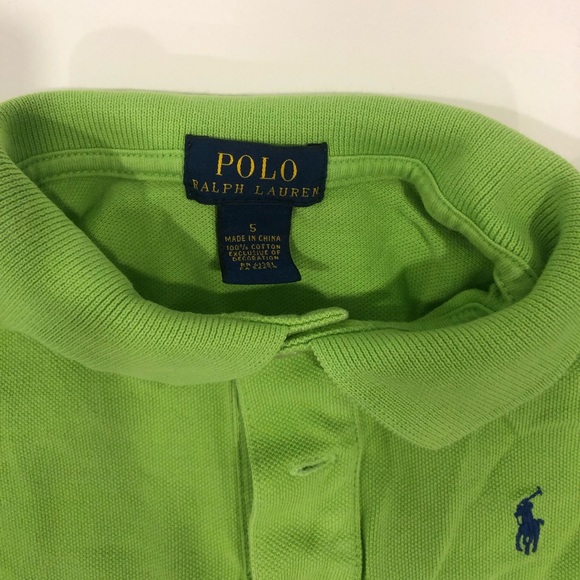 POLO
RALPH LAUREN
5
MADE IN CHINA
100% COTTON
EXCLUSIVE OF
DECORATION